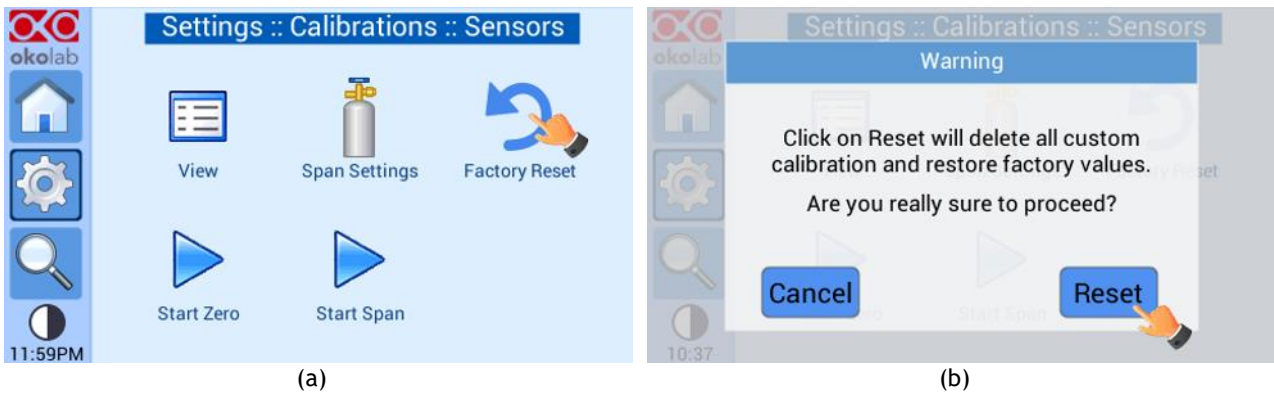 Settings :: Calibrations :: Sensors
okolab
View
Span Settings
Factory Reset
Start Zero
Start Span
11:59PM
(a)
Settings :: Calibrations :: Sensors
okolab
Warning
Click on Reset will delete all custom
calibration and restore factory values.
Are you really sure to proceed?
Cancel
Reset
Start Span
10:37
(b)